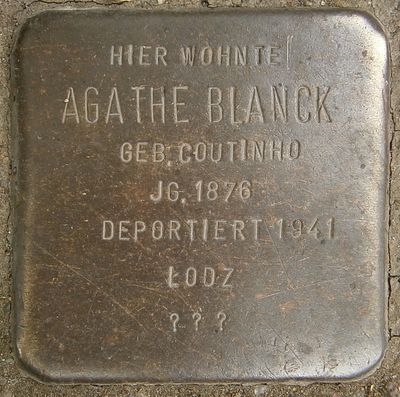 HIER WOHNTE
AGATHE BLANCK
GEB. COUTINHO
JG. 1876
DEPORTIERT 1941
ŁODZ
? ? ?